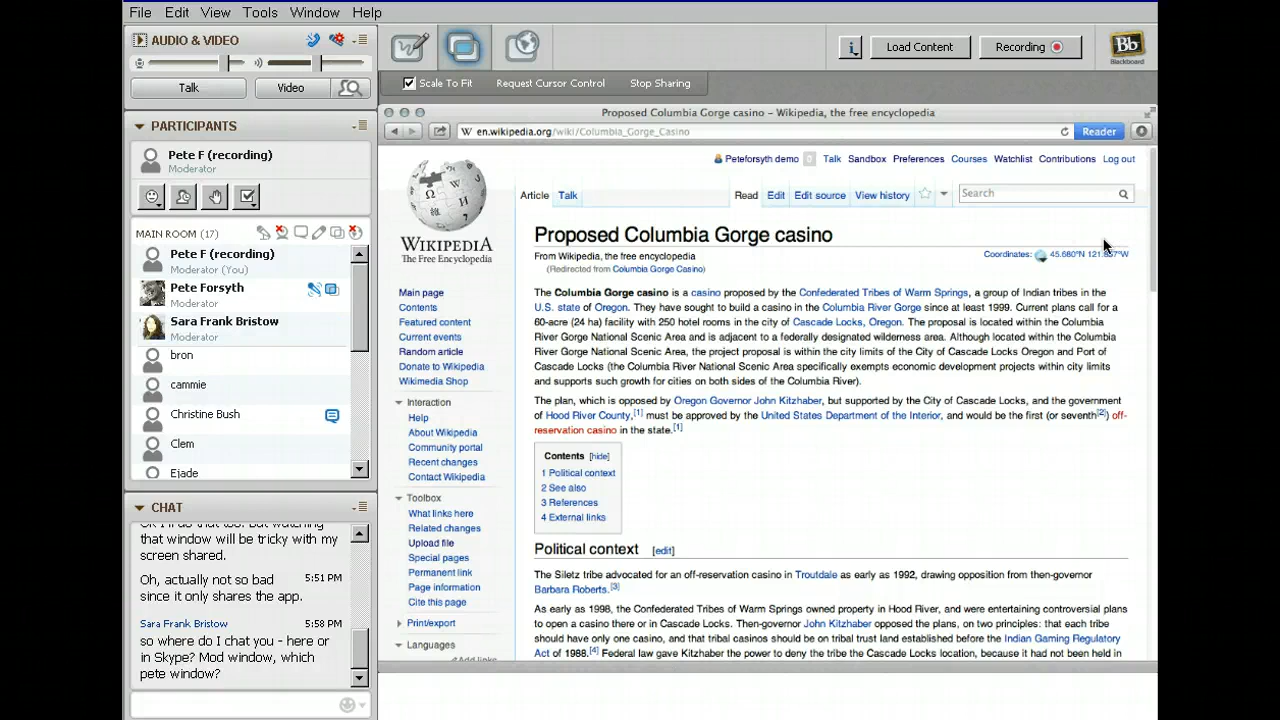 File Edit View Tools Window Help
AUDIO & VIDEO
Talk Video
PARTICIPANTS
Pete F (recording)
Moderator
MAIN ROOM (17)
Pete F (recording)
Moderator (You)
Pete Forsyth
Moderator
Sara Frank Bristow
Moderator
bron
cammie
Christine Bush
Clem
Ejade
CHAT
that window will be tricky with my
screen shared.
Oh, actually not so bad 5:51 PM
since it only shares the app.
Sara Frank Bristow 5:58 PM
so where do I chat you - here or
in Skype? Mod window, which
pete window?
i Load Content Recording Bb
Blackboard
Scale To Fit Request Cursor Control Stop Sharing
Proposed Columbia Gorge casino – Wikipedia, the free encyclopedia
W en.wikipedia.org/wiki/Columbia_Gorge_Casino Reader
Peteforsyth demo 0 Talk Sandbox Preferences Courses Watchlist Contributions Log out
Article Talk Read Edit Edit source View history Search
WIKIPEDIA
The Free Encyclopedia
Main page
Contents
Featured content
Current events
Random article
Donate to Wikipedia
Wikimedia Shop
Interaction
Help
About Wikipedia
Community portal
Recent changes
Contact Wikipedia
Toolbox
What links here
Related changes
Upload file
Special pages
Permanent link
Page information
Cite this page
Print/export
Languages
Add links
Proposed Columbia Gorge casino
From Wikipedia, the free encyclopedia
(Redirected from Columbia Gorge Casino)
Coordinates: 45.680°N
The Columbia Gorge casino is a casino proposed by the Confederated Tribes of Warm Springs, a group of Indian tribes in the
U.S. state of Oregon. They have sought to build a casino in the Columbia River Gorge since at least 1999. Current plans call for a
60-acre (24 ha) facility with 250 hotel rooms in the city of Cascade Locks, Oregon. The proposal is located within the Columbia
River Gorge National Scenic Area and is adjacent to a federally designated wilderness area. Although located within the Columbia
River Gorge National Scenic Area, the project proposal is within the city limits of the City of Cascade Locks Oregon and Port of
Cascade Locks (the Columbia River National Scenic Area specifically exempts economic development projects within city limits
and supports such growth for cities on both sides of the Columbia River).
The plan, which is opposed by Oregon Governor John Kitzhaber, but supported by the City of Cascade Locks, and the government
of Hood River County,[1] must be approved by the United States Department of the Interior, and would be the first (or seventh[2]) off-
reservation casino in the state.[1]
Contents [hide]
1 Political context
2 See also
3 References
4 External links
Political context [edit]
The Siletz tribe advocated for an off-reservation casino in Troutdale as early as 1992, drawing opposition from then-governor
Barbara Roberts.[3]
As early as 1998, the Confederated Tribes of Warm Springs owned property in Hood River, and were entertaining controversial plans
to open a casino there or in Cascade Locks. Then-governor John Kitzhaber opposed the plans, on two principles: that each tribe
should have only one casino, and that tribal casinos should be on tribal trust land established before the Indian Gaming Regulatory
Act of 1988.[4] Federal law gave Kitzhaber the power to deny the tribe the Cascade Locks location, because it had not been held in